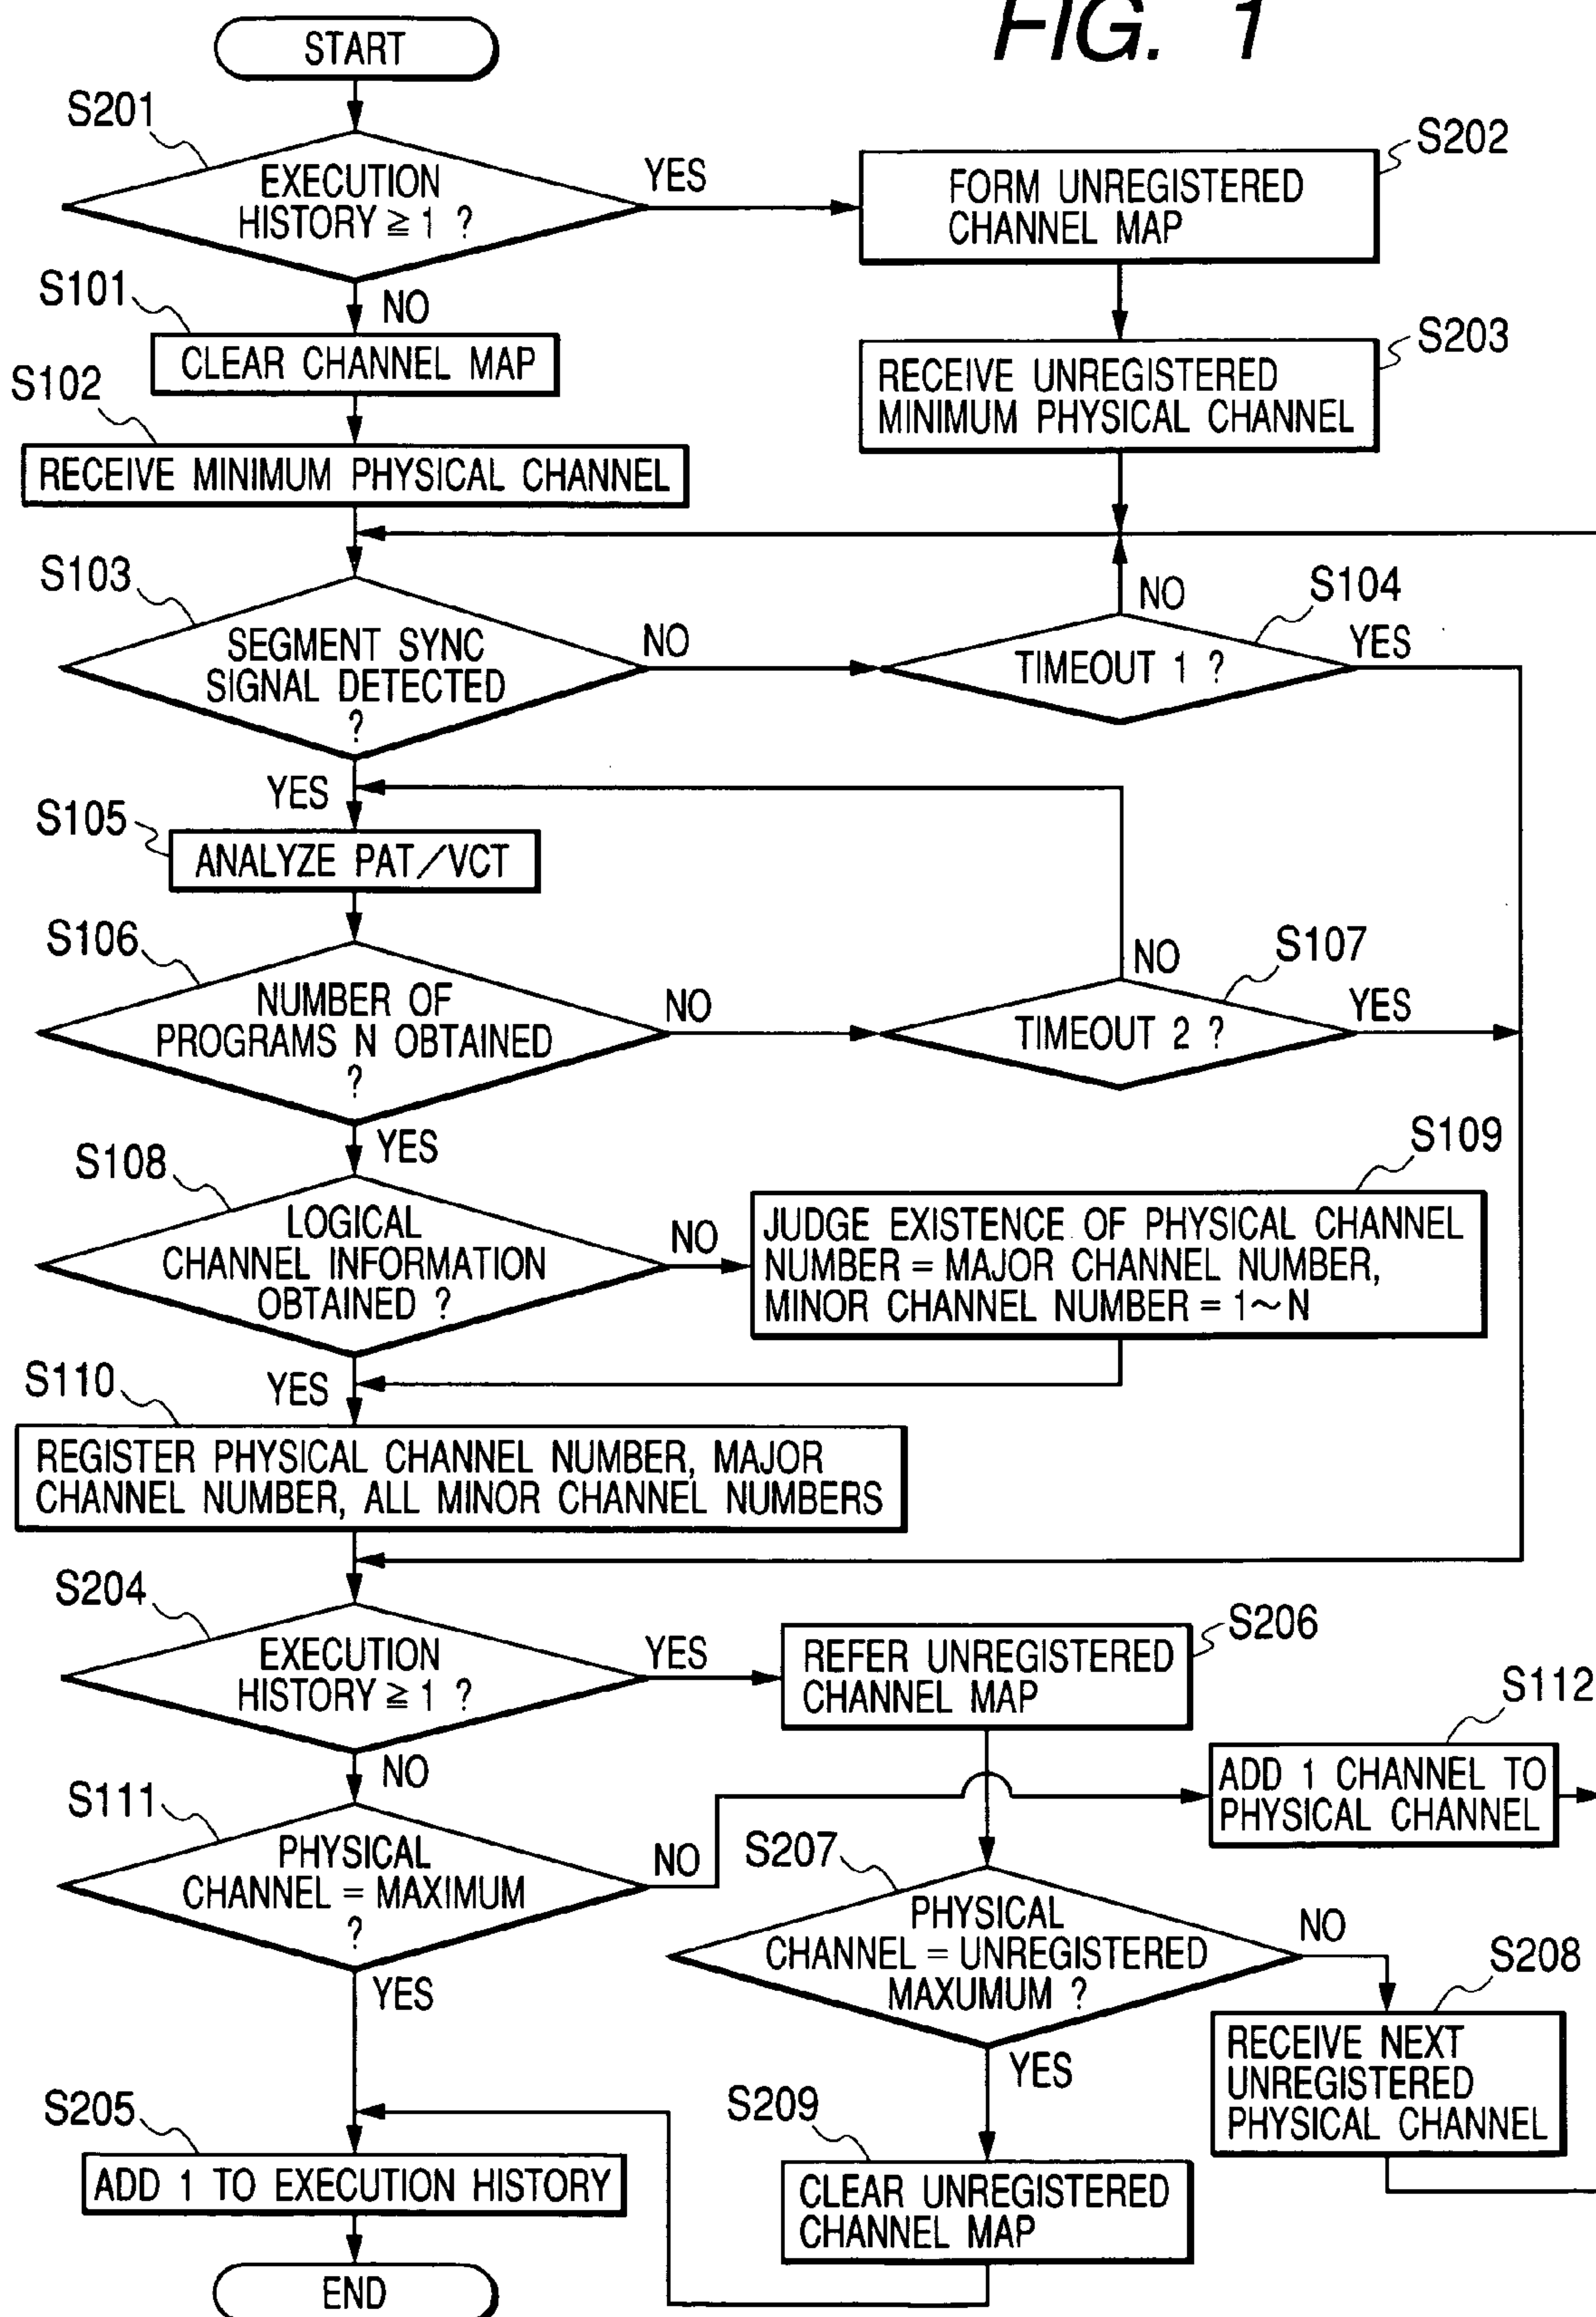 FIG. 1
START
S201
EXECUTION
HISTORY ≧ 1 ?
YES
S202
FORM UNREGISTERED
CHANNEL MAP
NO
S101
CLEAR CHANNEL MAP
S203
RECEIVE UNREGISTERED
MINIMUM PHYSICAL CHANNEL
S102
RECEIVE MINIMUM PHYSICAL CHANNEL
S103
SEGMENT SYNC
SIGNAL DETECTED
?
NO
NO
S104
TIMEOUT 1 ?
YES
YES
S105
ANALYZE PAT/VCT
S106
NUMBER OF
PROGRAMS N OBTAINED
?
NO
NO
S107
TIMEOUT 2 ?
YES
YES
S108
LOGICAL
CHANNEL INFORMATION
OBTAINED ?
NO
S109
JUDGE EXISTENCE OF PHYSICAL CHANNEL
NUMBER = MAJOR CHANNEL NUMBER,
MINOR CHANNEL NUMBER = 1~N
YES
S110
REGISTER PHYSICAL CHANNEL NUMBER, MAJOR
CHANNEL NUMBER, ALL MINOR CHANNEL NUMBERS
S204
EXECUTION
HISTORY ≧ 1 ?
YES
S206
REFER UNREGISTERED
CHANNEL MAP
NO
S112
ADD 1 CHANNEL TO
PHYSICAL CHANNEL
S111
PHYSICAL
CHANNEL = MAXIMUM
?
NO
S207
PHYSICAL
CHANNEL = UNREGISTERED
MAXUMUM ?
NO
S208
RECEIVE NEXT
UNREGISTERED
PHYSICAL CHANNEL
YES
YES
S209
CLEAR UNREGISTERED
CHANNEL MAP
S205
ADD 1 TO EXECUTION HISTORY
END